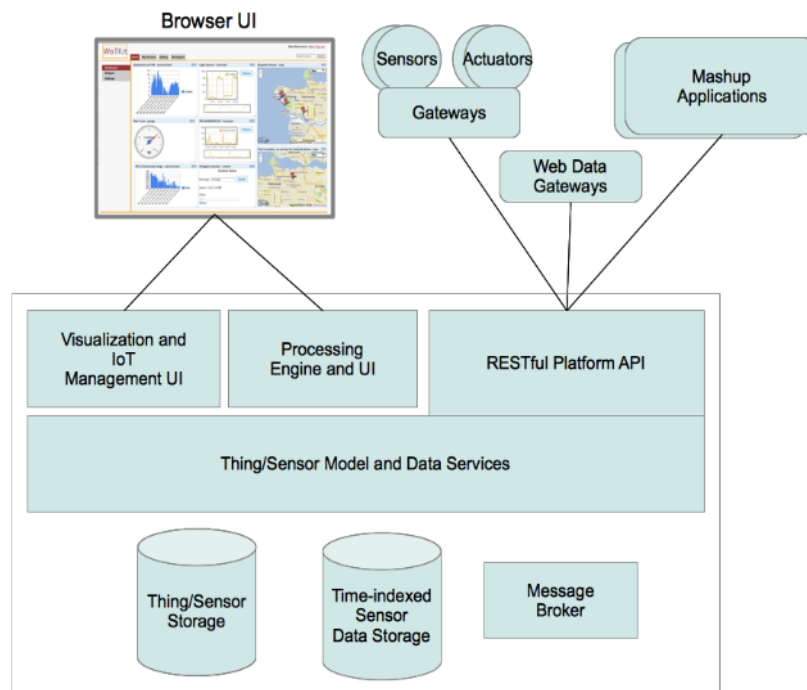 Browser UI
WoTKit
Sensors
Actuators
Gateways
Mashup
Applications
Web Data
Gateways
Visualization and
IoT
Management UI
Processing
Engine and UI
RESTful Platform API
Thing/Sensor Model and Data Services
Thing/Sensor
Storage
Time-indexed
Sensor
Data Storage
Message
Broker